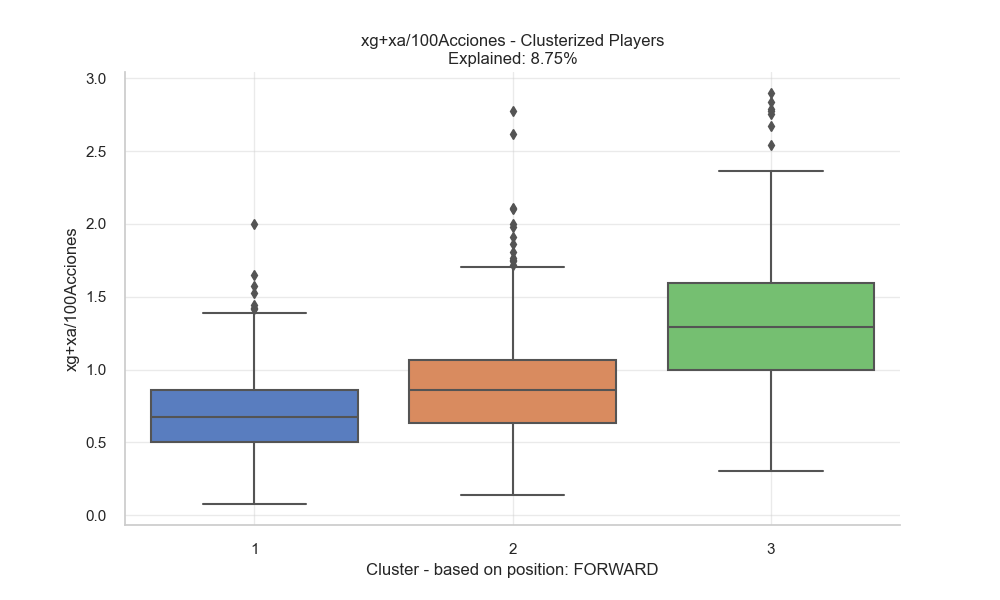 xg+xa/100Acciones - Clusterized Players
Explained: 8.75%
3.0
2.5
2.0
1.5
1.0
0.5
0.0
xg+xa/100Acciones
1 2 3
Cluster - based on position: FORWARD